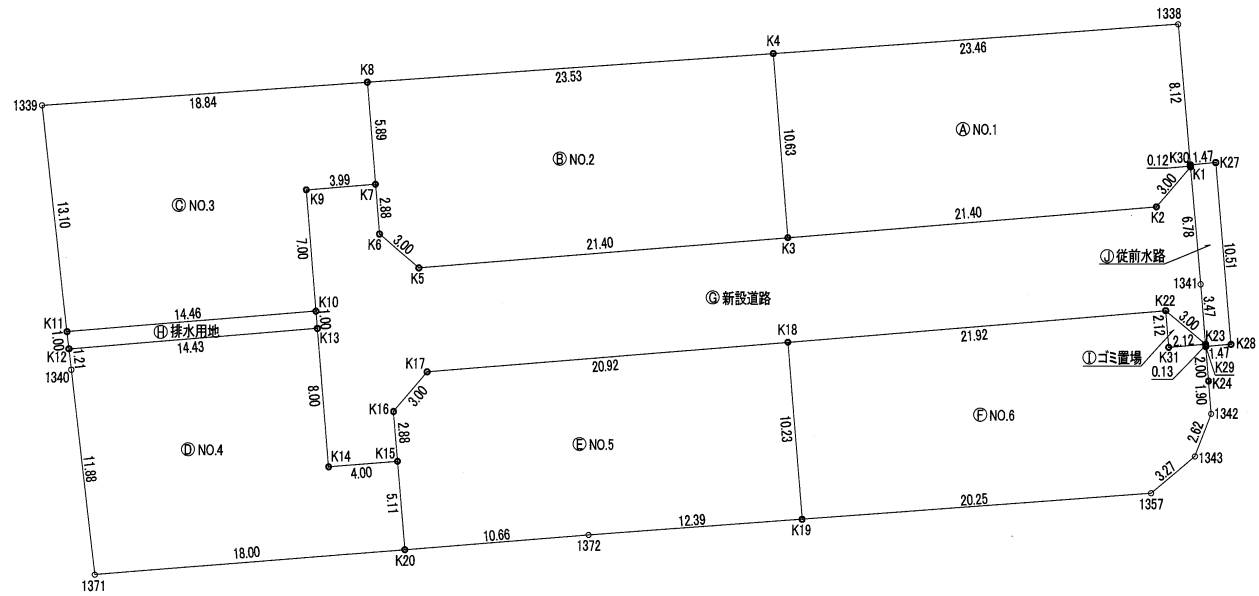 1338
K4
23.46
K8
23.53
8.12
1339
18.84
5.89
10.63
Ⓐ NO.1
Ⓑ NO.2
K30
1.47
K27
0.12
K1
3.99
K7
K9
3.00
Ⓒ NO.3
2.88
K2
13.10
K6
3.00
21.40
6.78
7.00
K5
21.40
K3
Ⓙ 従前水路
10.51
Ⓖ 新設道路
1341
K10
K22
3.47
K11
14.46
1.00
2.12
3.00
1.00
Ⓗ 排水用地
K13
K18
21.92
K23
K12
14.43
K28
1.21
K17
20.92
Ⓘ ゴミ置場
2.12
K31
1.47
1340
0.13
2.00
K29
K24
8.00
3.00
1.90
K16
1342
2.88
Ⓕ NO.6
Ⓔ NO.5
10.23
2.62
Ⓓ NO.4
K14
K15
4.00
1343
11.88
3.27
5.11
20.25
1357
12.39
K19
10.66
1372
18.00
K20
1371